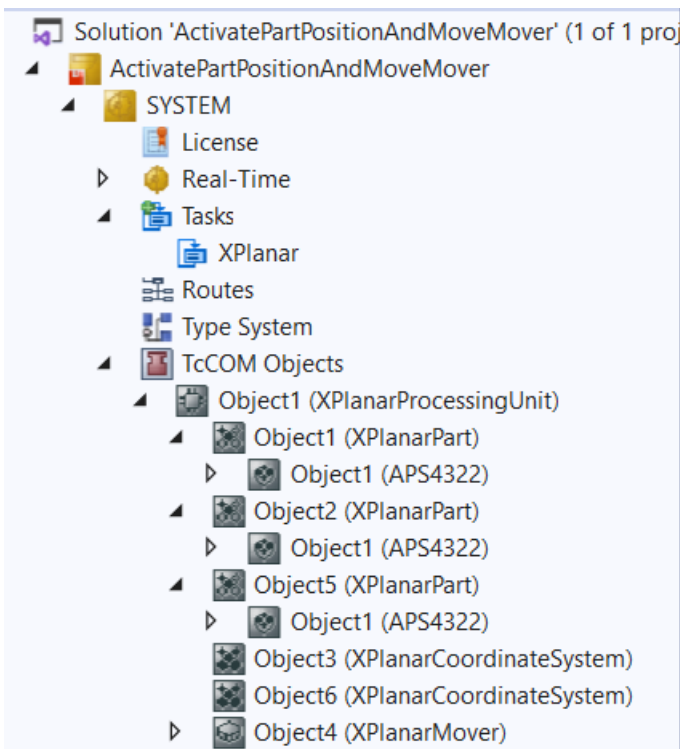 Solution 'ActivatePartPositionAndMoveMover' (1 of 1 proj
ActivatePartPositionAndMoveMover
SYSTEM
License
Real-Time
Tasks
XPlanar
Routes
Type System
TcCOM Objects
Object1 (XPlanarProcessingUnit)
Object1 (XPlanarPart)
Object1 (APS4322)
Object2 (XPlanarPart)
Object1 (APS4322)
Object5 (XPlanarPart)
Object1 (APS4322)
Object3 (XPlanarCoordinateSystem)
Object6 (XPlanarCoordinateSystem)
Object4 (XPlanarMover)